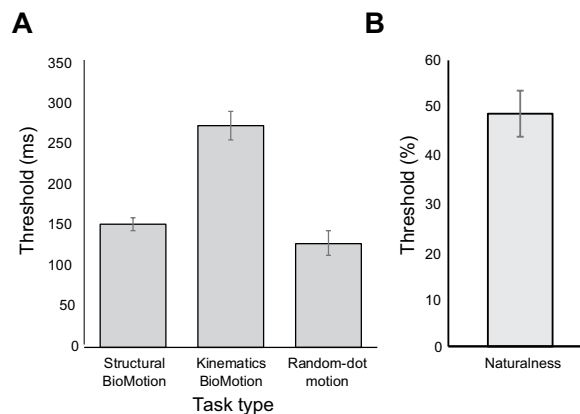 A
Threshold (ms)
350
300
250
200
150
100
50
0
Structural
BioMotion
Kinematics
BioMotion
Random-dot
motion
Task type
B
Threshold (%)
60
50
40
30
20
10
0
Naturalness